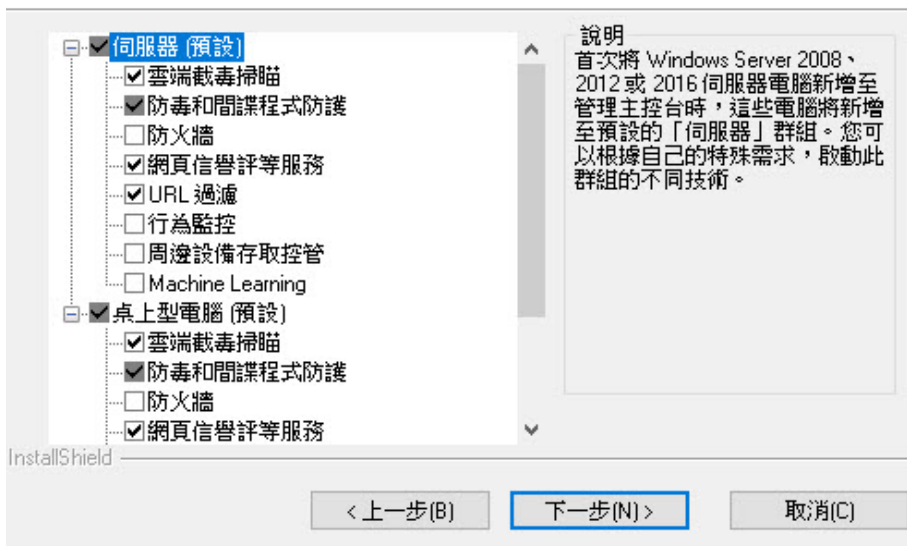 伺服器 (預設)
雲端截毒掃瞄
防毒和間諜程式防護
防火牆
網頁信譽評等服務
URL 過濾
行為監控
周邊設備存取控管
Machine Learning
桌上型電腦 (預設)
雲端截毒掃瞄
防毒和間諜程式防護
防火牆
網頁信譽評等服務
說明
首次將 Windows Server 2008、
2012 或 2016 伺服器電腦新增至
管理主控台時，這些電腦將新增
至預設的「伺服器」群組。您可
以根據自己的特殊需求，啟動此
群組的不同技術。
InstallShield
< 上一步(B)
下一步(N) >
取消(C)